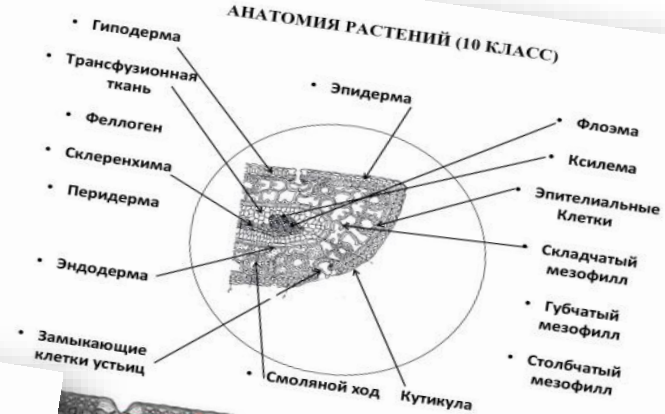 АНАТОМИЯ РАСТЕНИЙ (10 КЛАСС)
• Гиподерма
• Трансфузионная
ткань
• Феллоген
• Склеренхима
• Перидерма
• Эндодерма
• Замыкающие
клетки устьиц
• Эпидерма
• Флоэма
• Ксилема
• Эпителиальные
Клетки
• Складчатый
мезофилл
• Губчатый
мезофилл
• Столбчатый
мезофилл
• Смоляной ход
Кутикула